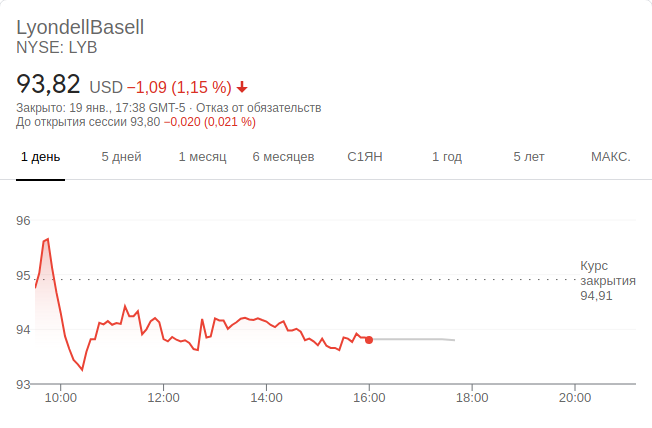 LyondellBasell
NYSE: LYB
93,82 USD −1,09 (1,15 %)
Закрыто: 19 янв., 17:38 GMT-5 · Отказ от обязательств
До открытия сессии 93,80 −0,020 (0,021 %)
1 день 5 дней 1 месяц 6 месяцев С1ЯН 1 год 5 лет МАКС.
96
95
94
93
Курс
закрытия
94,91
10:00 12:00 14:00 16:00 18:00 20:00